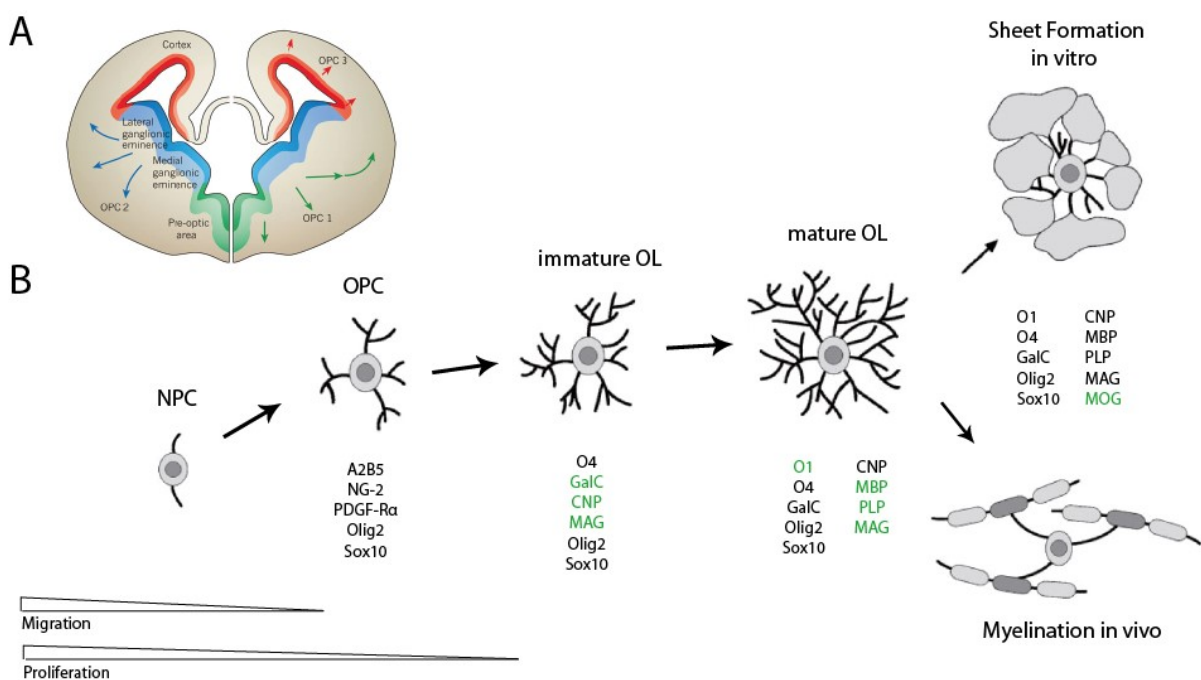 A
Cortex
OPC 3
Lateral
ganglionic
eminence
Medial
ganglionic
eminence
OPC 2
OPC 1
Pre-optic
area
Sheet Formation
in vitro
B
NPC
OPC
immature OL
mature OL
A2B5
NG-2
PDGF-Rα
Olig2
Sox10
O4
GalC
CNP
MAG
Olig2
Sox10
O1 CNP
O4 MBP
GalC PLP
Olig2 MAG
Sox10
O1 CNP
O4 MBP
GalC PLP
Olig2 MAG
Sox10 MOG
Myelination in vivo
Migration
Proliferation